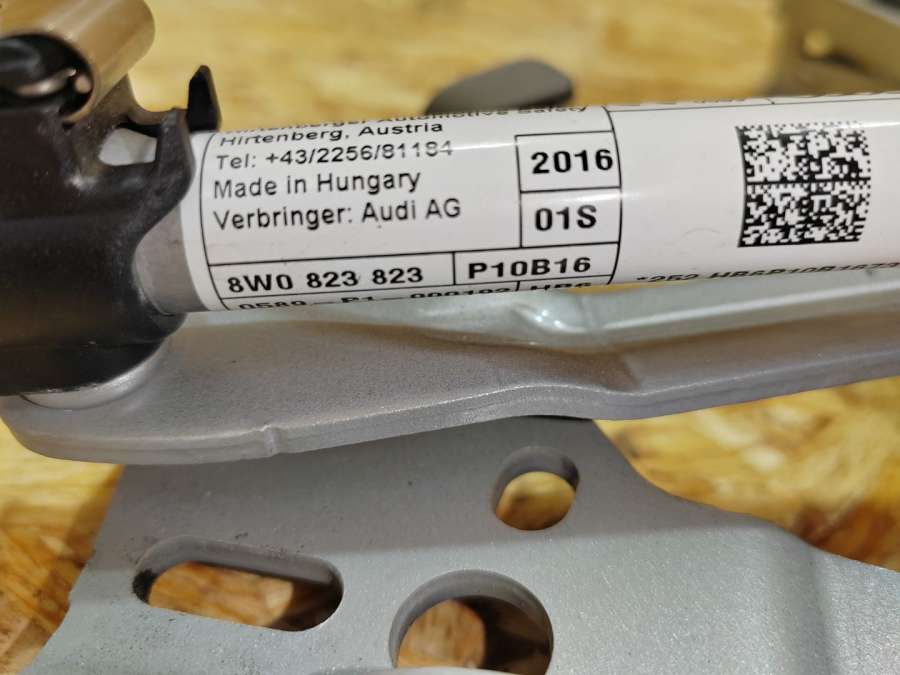 Hirtenberger Automotive Safety
Hirtenberg, Austria
Tel: +43/2256/81184
Made in Hungary
Verbringer: Audi AG
2016
01S
8W0 823 823
P10B16